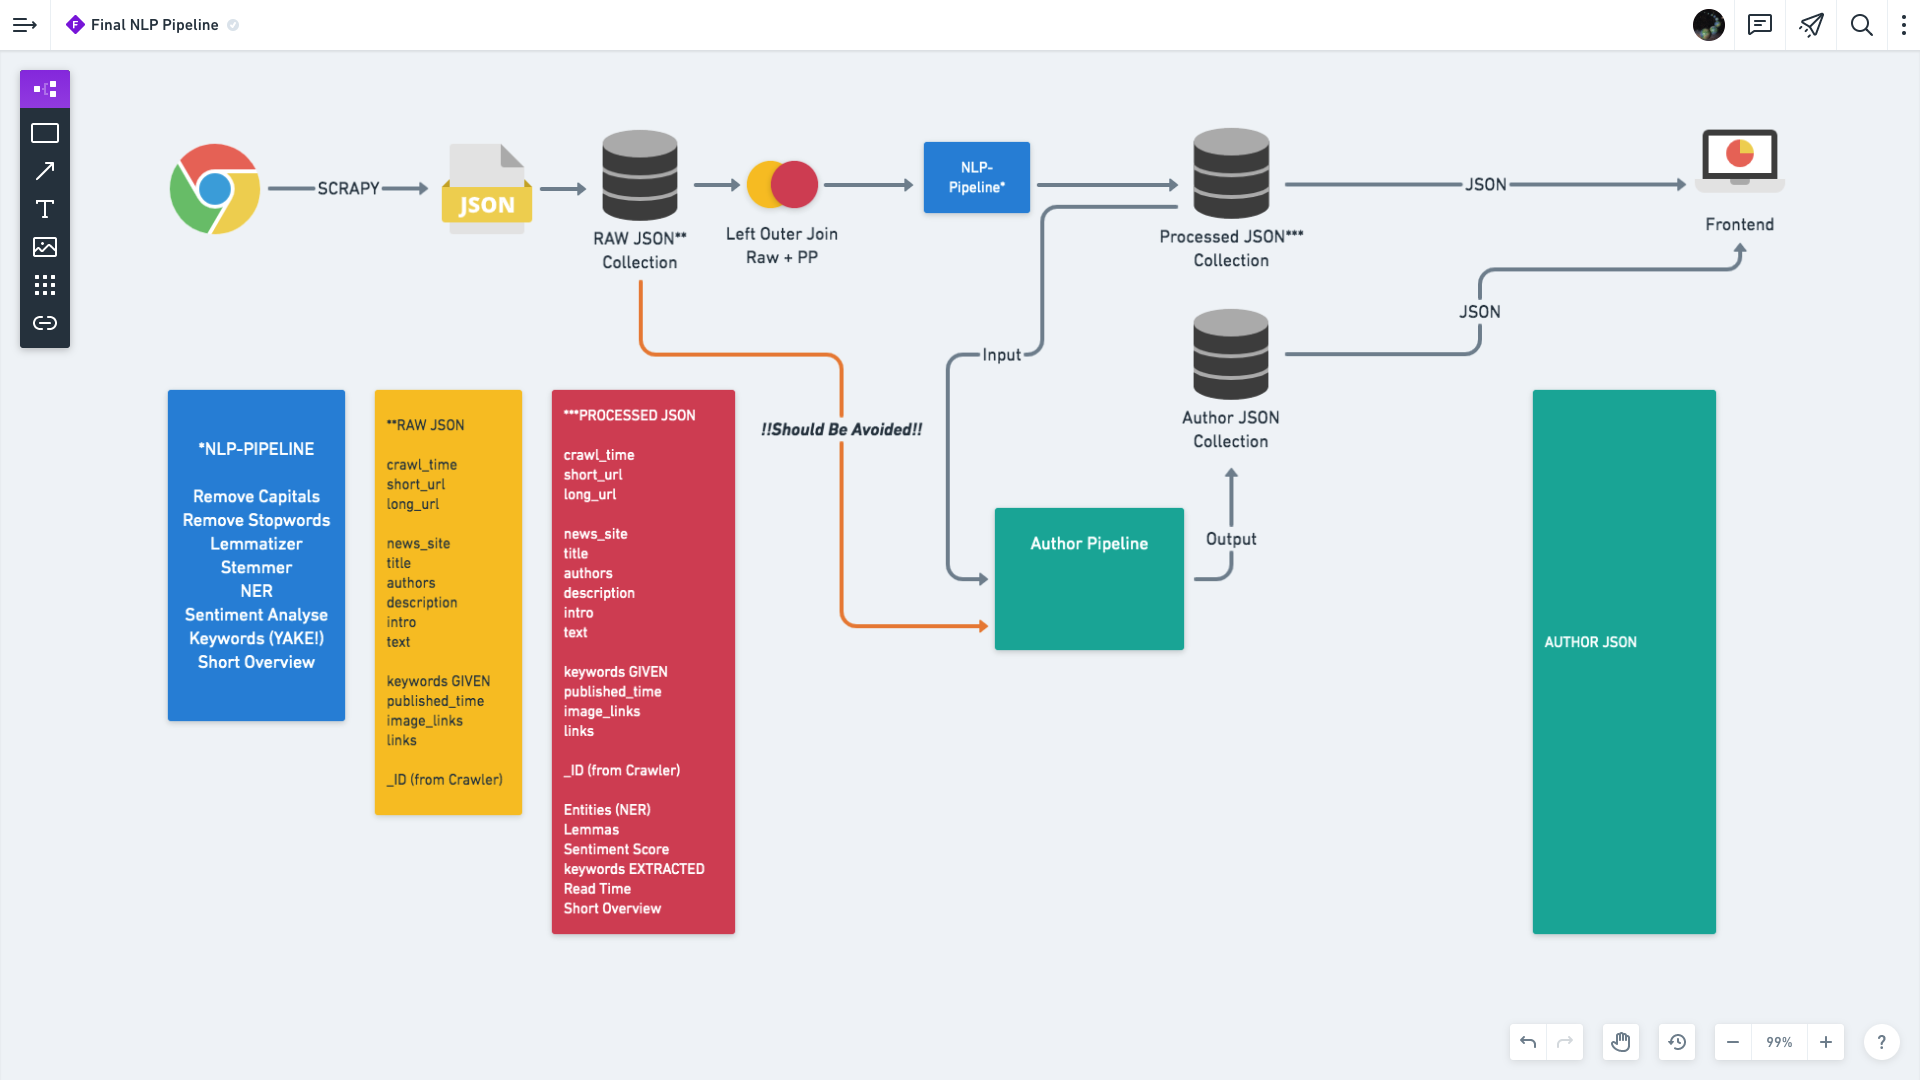 Final NLP Pipeline
SCRAPY
JSON
RAW JSON**
Collection
Left Outer Join
Raw + PP
NLP-
Pipeline*
Processed JSON***
Collection
JSON
Frontend
JSON
Input
Author JSON
Collection
!!Should Be Avoided!!
Output
Author Pipeline
*NLP-PIPELINE
Remove Capitals
Remove Stopwords
Lemmatizer
Stemmer
NER
Sentiment Analyse
Keywords (YAKE!)
Short Overview
**RAW JSON
crawl_time
short_url
long_url
news_site
title
authors
description
intro
text
keywords GIVEN
published_time
image_links
links
_ID (from Crawler)
***PROCESSED JSON
crawl_time
short_url
long_url
news_site
title
authors
description
intro
text
keywords GIVEN
published_time
image_links
links
_ID (from Crawler)
Entities (NER)
Lemmas
Sentiment Score
keywords EXTRACTED
Read Time
Short Overview
AUTHOR JSON
99%
?